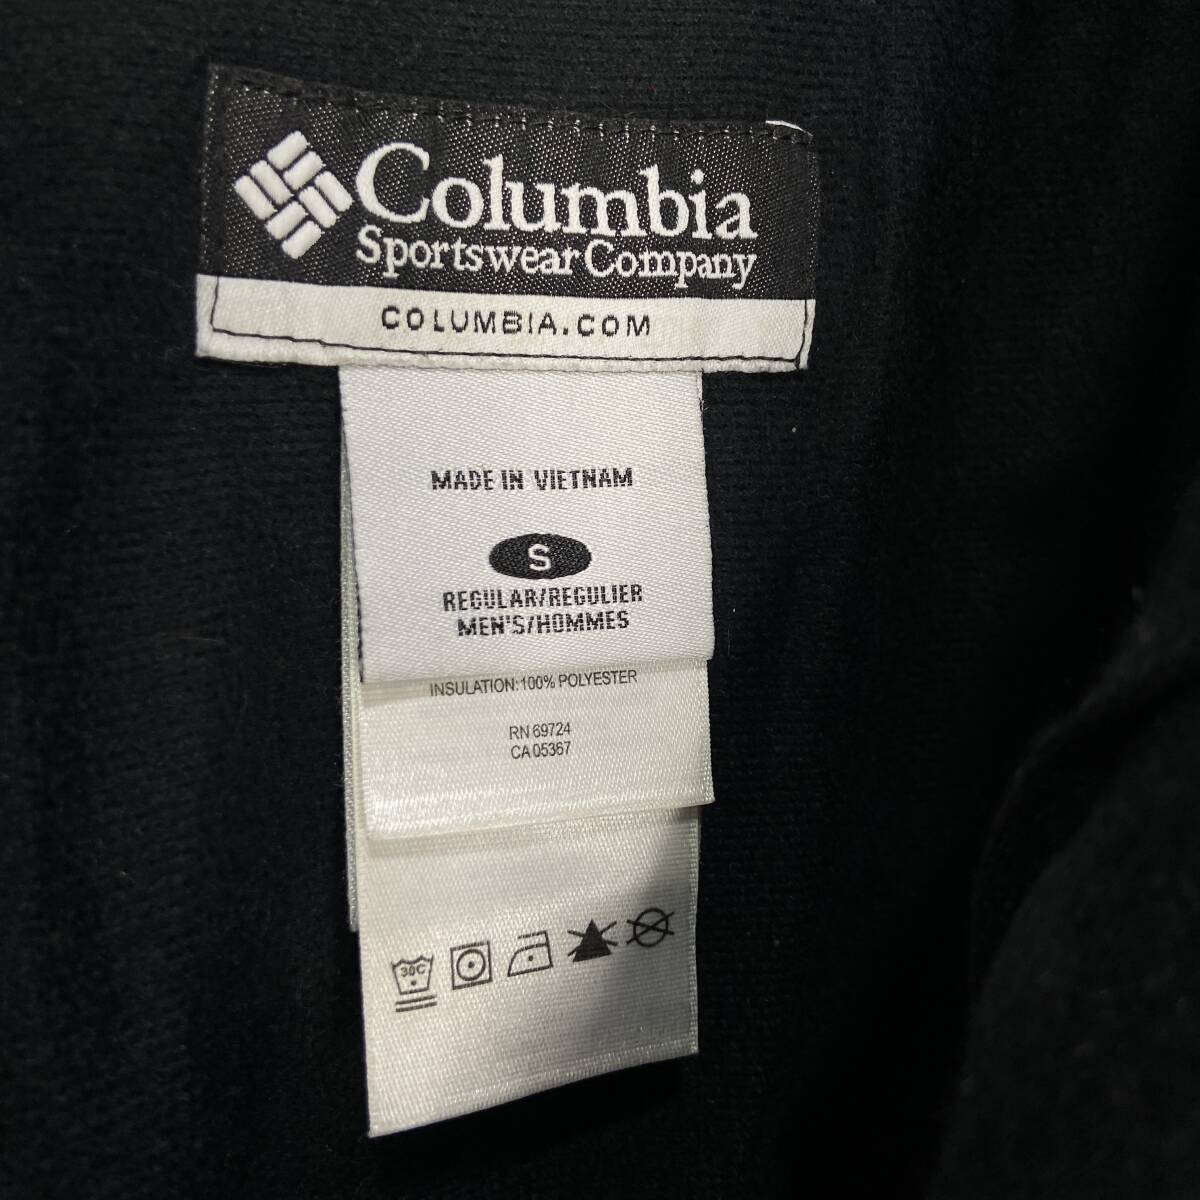 Columbia
Sportswear Company
COLUMBIA.COM
MADE IN VIETNAM
S
REGULAR/REGULIER
MEN'S/HOMMES
INSULATION:100% POLYESTER
RN 69724
CA 05367
30C